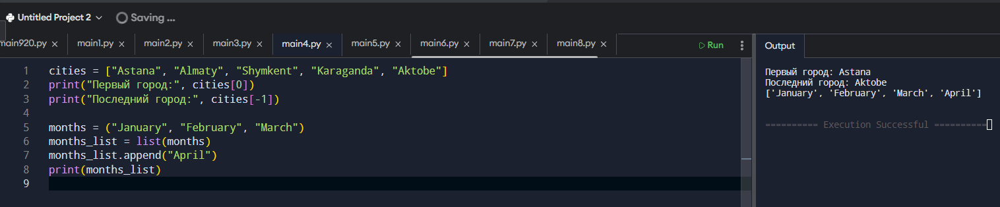 Untitled Project 2 Saving ...
main920.py main1.py main2.py main3.py main4.py main5.py main6.py main7.py main8.py Run Output
1 cities = ["Astana", "Almaty", "Shymkent", "Karaganda", "Aktobe"]
2 print("Первый город:", cities[0])
3 print("Последний город:", cities[-1])
4
5 months = ("January", "February", "March")
6 months_list = list(months)
7 months_list.append("April")
8 print(months_list)
9
Первый город: Astana
Последний город: Aktobe
['January', 'February', 'March', 'April']
========== Execution Successful ==========